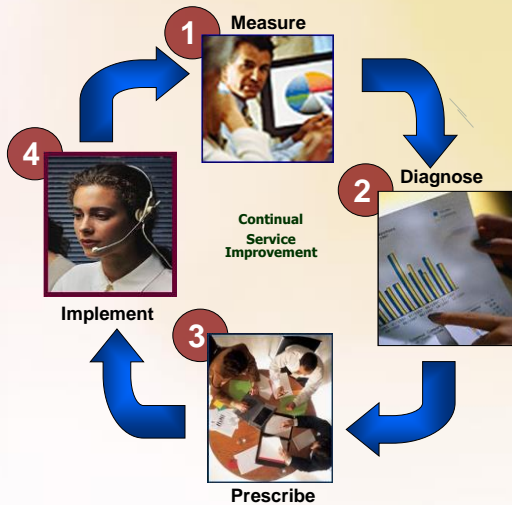 1
Measure
2
Diagnose
3
Prescribe
4
Implement
Continual
Service
Improvement